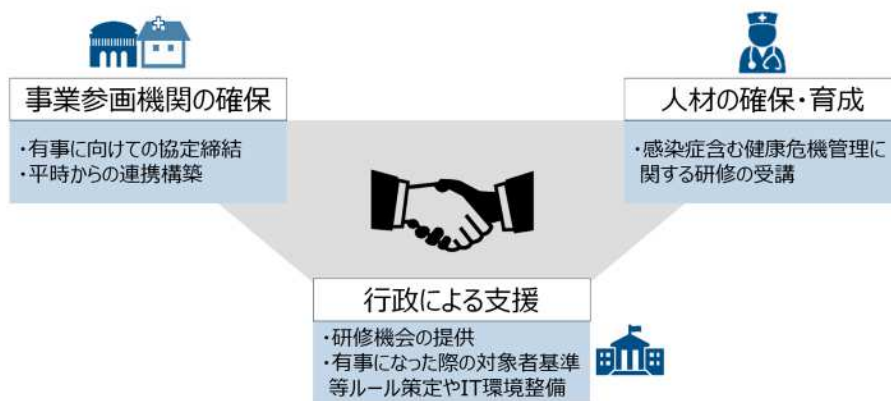 事業参画機関の確保
・有事に向けての協定締結
・平時からの連携構築
人材の確保・育成
・感染症含む健康危機管理に
関する研修の受講
行政による支援
・研修機会の提供
・有事になった際の対象者基準
等ルール策定やIT環境整備